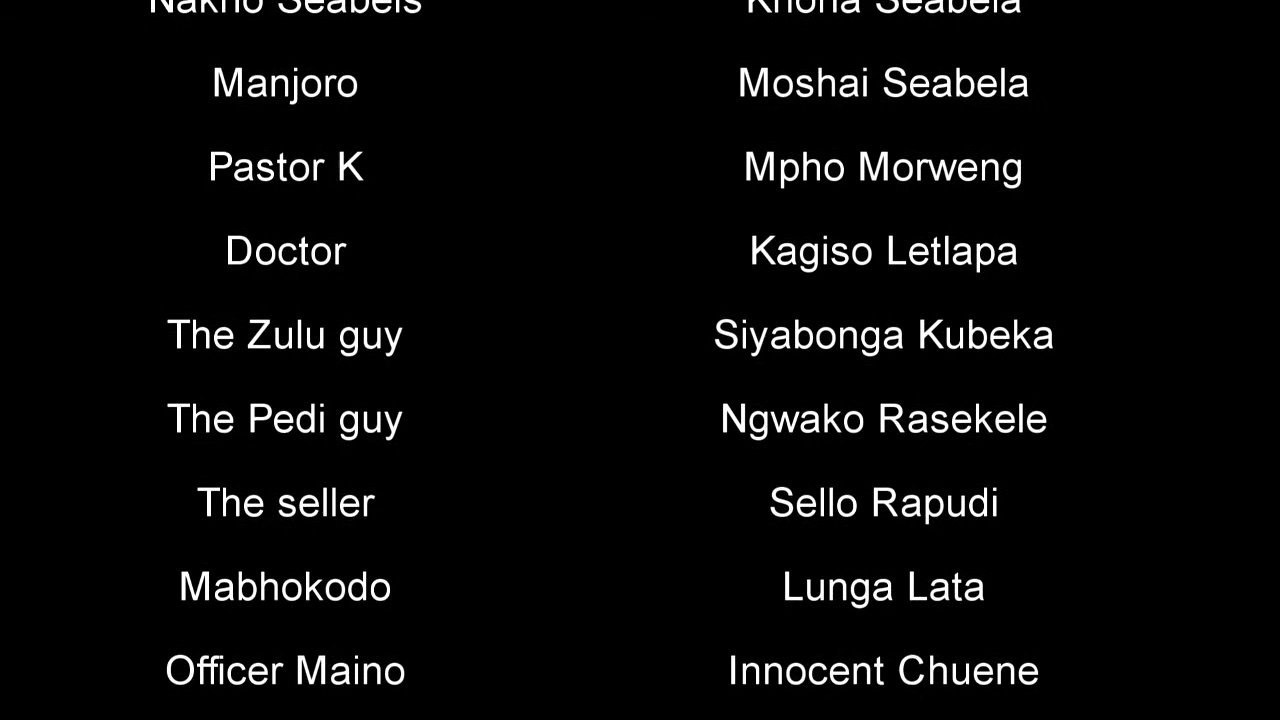 Seabela
Manjoro Moshai Seabela
Pastor K Mpho Morweng
Doctor Kagiso Letlapa
The Zulu guy Siyabonga Kubeka
The Pedi guy Ngwako Rasekele
The seller Sello Rapudi
Mabhokodo Lunga Lata
Officer Maino Innocent Chuene